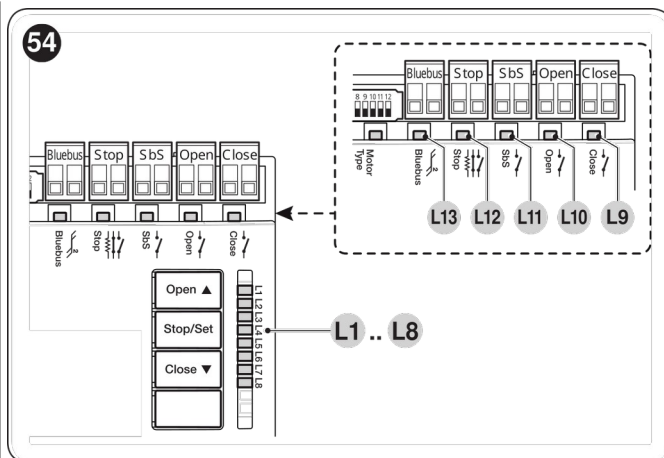 54
Bluebus Stop SbS Open Close
8 9 10 11 12
Motor Type
Bluebus
Stop
SbS
Open
Close
L13 L12 L11 L10 L9
Bluebus Stop SbS Open Close
Bluebus
2
Stop
SbS
Open
Close
Open ▲
Stop/Set
Close ▼
L1
L2
L3
L4
L5
L6
L7
L8
L1 .. L8